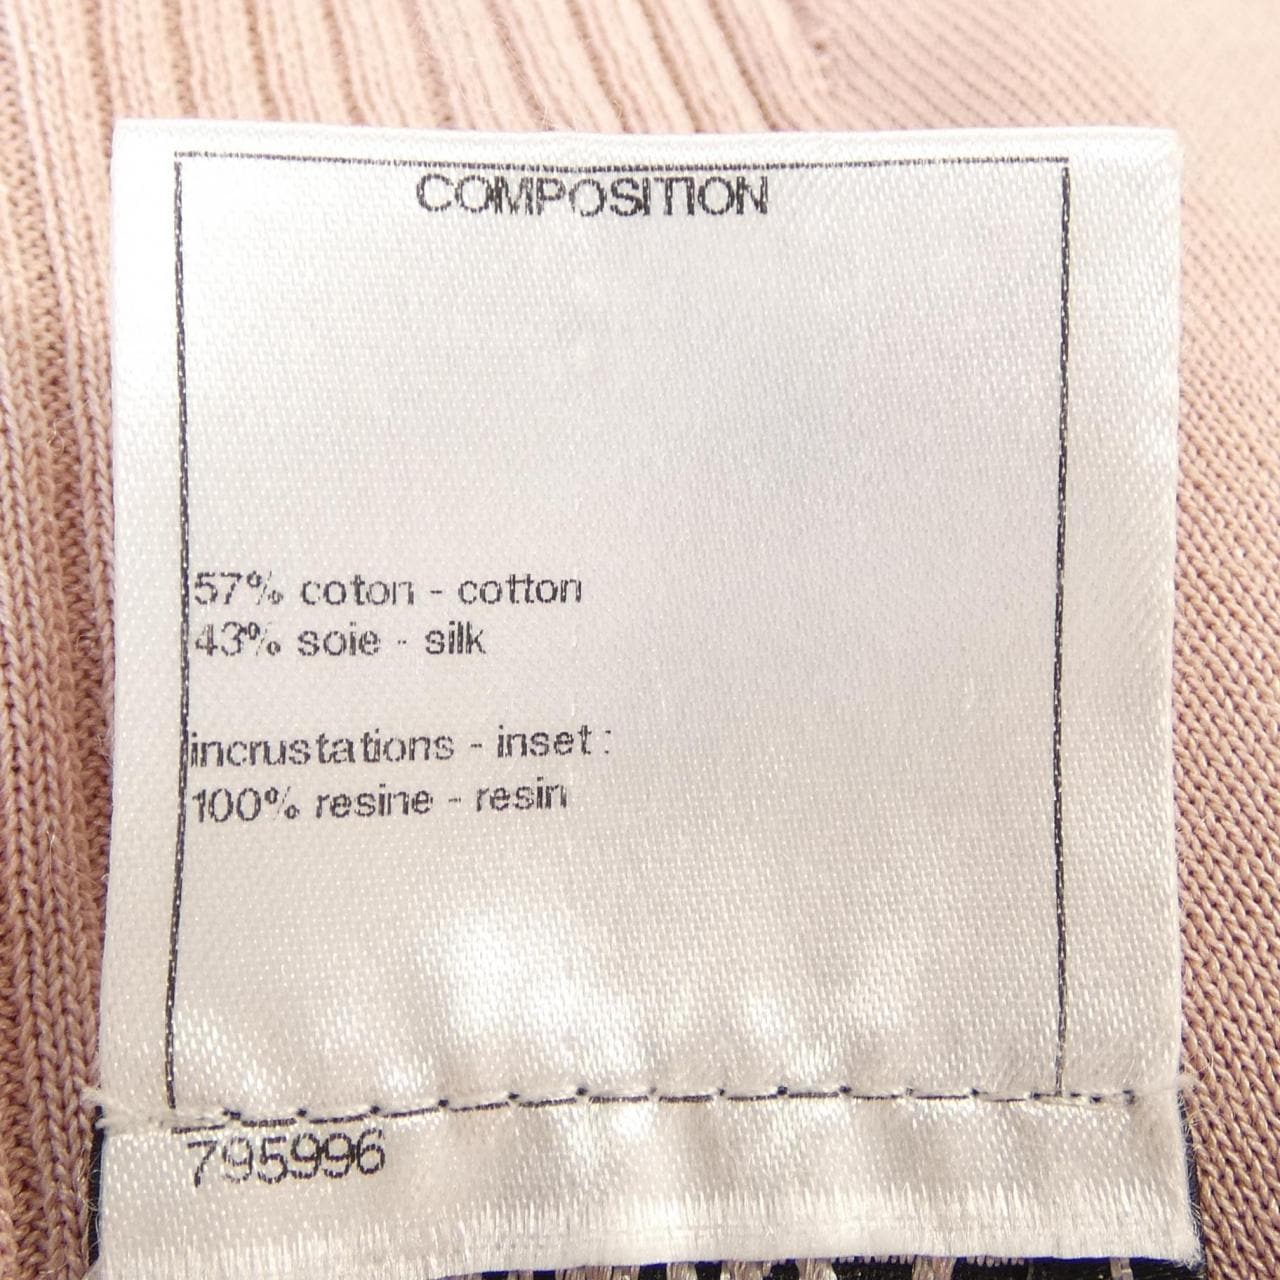 COMPOSITION
57% coton - cotton
43% soie - silk
incrustations - inset :
100% resine - resin
795996